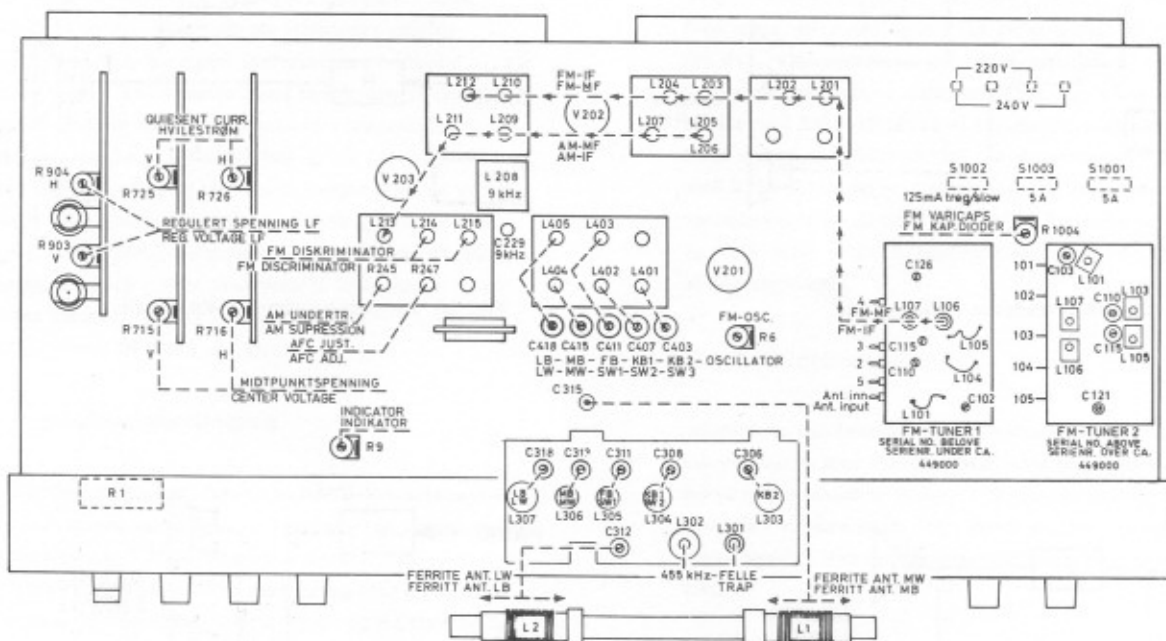 220 V
240 V
QUIESENT CURR.
HVILESTRØM
V
H
R904
H
R725
R726
REGULERT SPENNING LF
REG. VOLTAGE LF
R903
V
L212
L210
FM-IF
FM-MF
L204
L203
L202
L201
L211
L209
V 202
L207
L205
L206
AM-MF
AM-IF
V203
L 208
9 kHz
S1002
S1003
S1001
125mA treg/slow
5 A
5 A
FM VARICAPS
FM KAP. DIODER
R1004
L213
L214
L215
C229
9kHz
L405
L403
FM DISKRIMINATOR
FM DISCRIMINATOR
R245
R247
L404
L402
L401
V201
R715
R716
V
H
AM UNDERTR.
AM SUPRESSION
AFC JUST.
AFC ADJ.
C418
C415
C411
C407
C403
FM-OSC.
R6
LB- MB- FB- KB1- KB2- OSCILLATOR
LW- MW- SW1- SW2- SW3
MIDTPUNKTSPENNING
CENTER VOLTAGE
C315
INDICATOR
INDIKATOR
R9
C126
4
L107
FM-MF
L106
FM-IF
3
C115
L105
2
C110
5
L104
Ant. inn
Ant. input
L101
C102
FM-TUNER 1
SERIAL NO. BELOVE
SERIENR. UNDER CA.
449000
101
C103
L101
102
L107
C110
L103
103
C115
L106
L105
104
105
C121
FM-TUNER 2
SERIAL NO. ABOVE
SERIENR. OVER CA.
449000
R 1
C318
C319
C311
C308
C306
LB
LW
MB
MW
FB
SW1
KB1
SW2
KB2
L307
L306
L305
L304
L303
C312
L302
L301
FERRITE ANT. LW
FERRITT ANT. LB
455 kHz-FELLE
TRAP
FERRITE ANT. MW
FERRITT ANT. MB
L2
L1